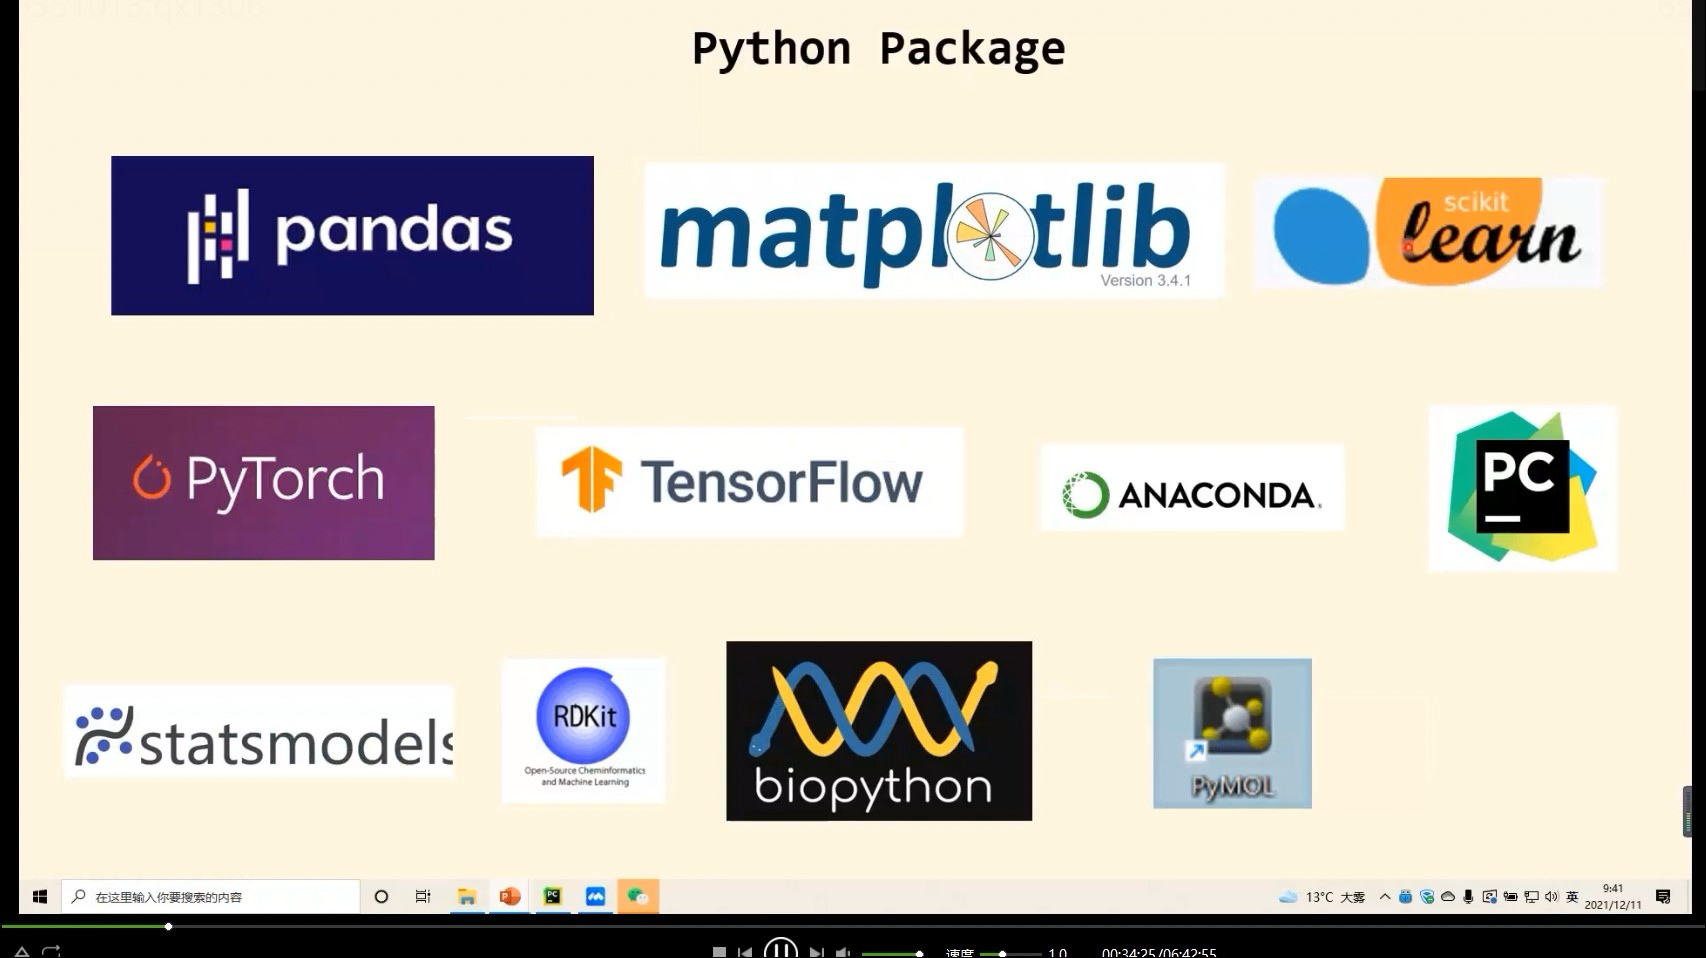 Python Package
pandas
matplotlib
Version 3.4.1
scikit
learn
PyTorch
TensorFlow
ANACONDA
PC
statsmodels
RDKit
Open-Source Cheminformatics
and Machine Learning
biopython
PyMOL
在这里输入你要搜索的内容
PC
13°C 大雾
英
9:41
2021/12/11
速度
1.0
00:34:25/06:42:55